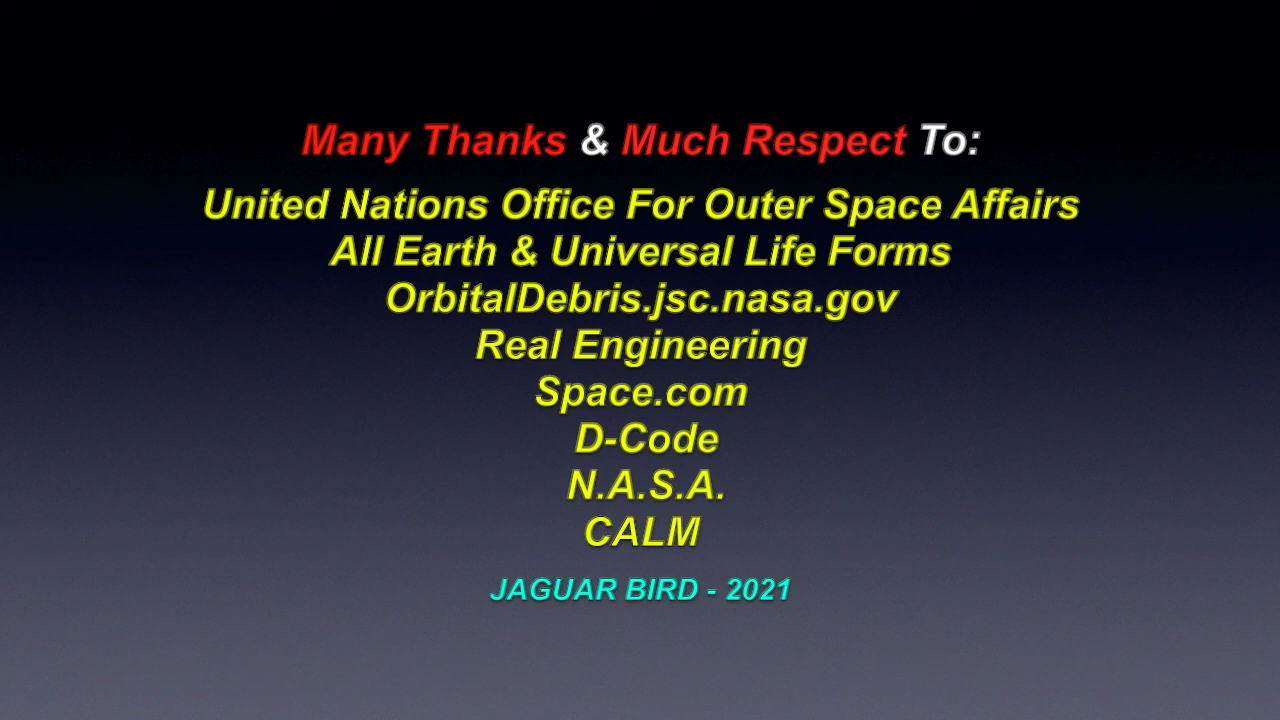 Many Thanks & Much Respect To:
United Nations Office For Outer Space Affairs
All Earth & Universal Life Forms
OrbitalDebris.jsc.nasa.gov
Real Engineering
Space.com
D-Code
N.A.S.A.
CALM
JAGUAR BIRD - 2021